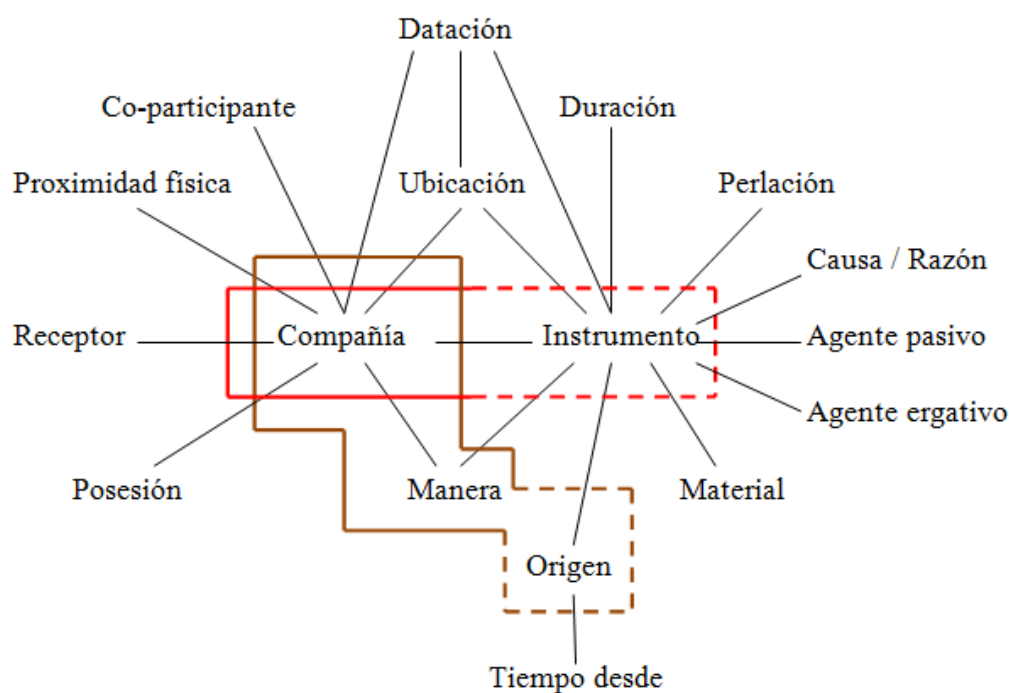 Datación
Co-participante
Duración
Proximidad física
Ubicación
Perlación
Causa / Razón
Receptor
Compañía
Instrumento
Agente pasivo
Agente ergativo
Posesión
Manera
Material
Origen
Tiempo desde